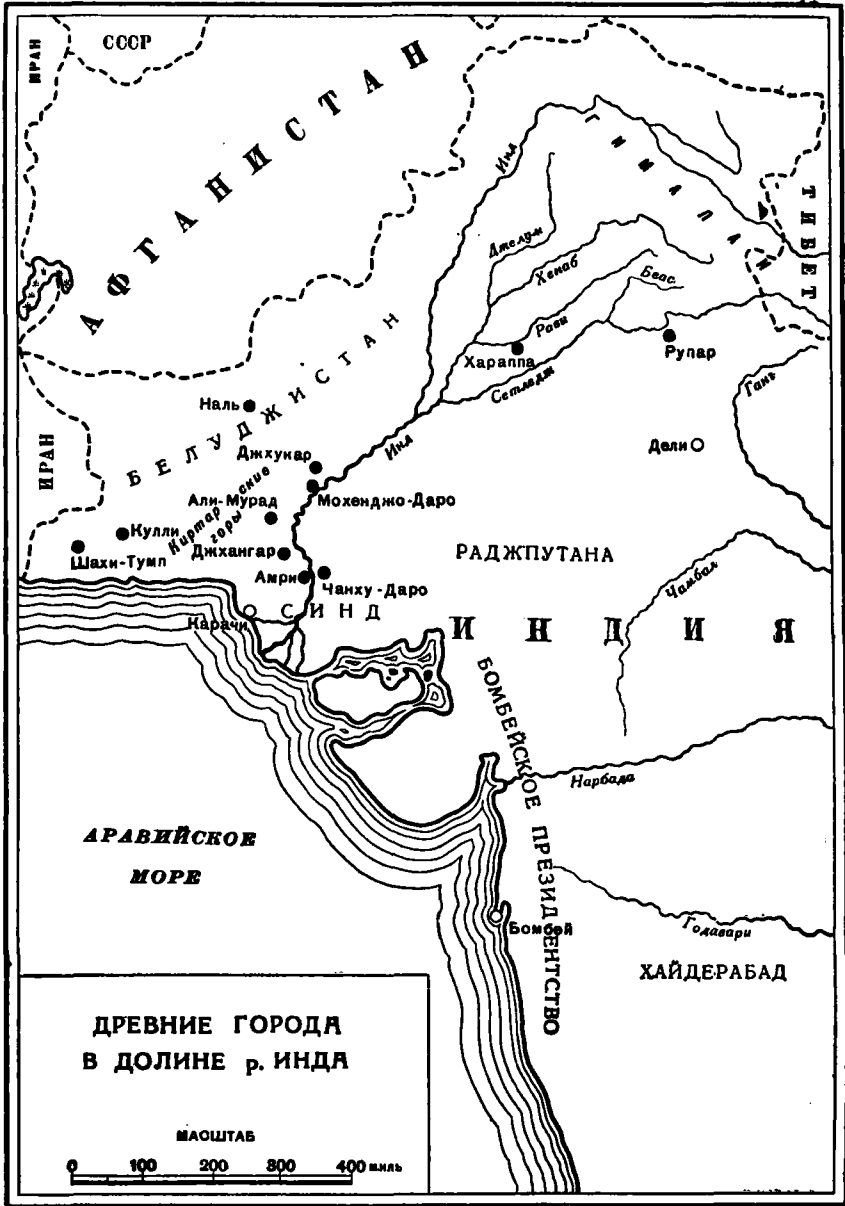 СССР
ИРАН
АФГАНИСТАН
ГИМАЛАИ
ТИБЕТ
Инд
Джелум
Хенаб
Беас.
Рави
Хараппа
Сетледж
Рупар
Ганг
БЕЛУДЖИСТАН
Наль
Дели
ИРАН
Джхукар
Инд
Мохенджо-Даро
Али-Мурад
Киртарские горы
Кулли
Шахи-Тумп
Джхангар
Амри
Чанху-Даро
РАДЖПУТАНА
Чамбал
СИНД
Карачи
ИНДИЯ
БОМБЕЙСКОЕ ПРЕЗИДЕНТСТВО
Нарбада
АРАВИЙСКОЕ
МОРЕ
Бомбей
Годавари
ХАЙДЕРАБАД
ДРЕВНИЕ ГОРОДА
В ДОЛИНЕ р. ИНДА
МАСШТАБ
0 100 200 300 400 миль